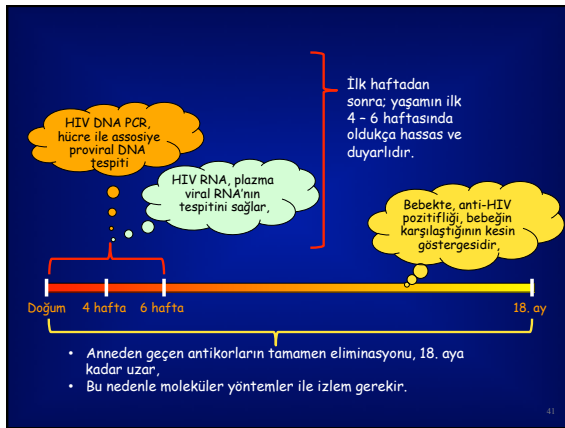 İlk haftadan
sonra; yaşamın ilk
4 – 6 haftasında
oldukça hassas ve
duyarlıdır.
HIV DNA PCR,
hücre ile assosiye
proviral DNA
tespiti
HIV RNA, plazma
viral RNA’nın
tespitini sağlar,
Bebekte, anti-HIV
pozitifliği, bebeğin
karşılaştığının kesin
göstergesidir,
Doğum 4 hafta 6 hafta 18. ay
• Anneden geçen antikorların tamamen eliminasyonu, 18. aya
kadar uzar,
• Bu nedenle moleküler yöntemler ile izlem gerekir.
41